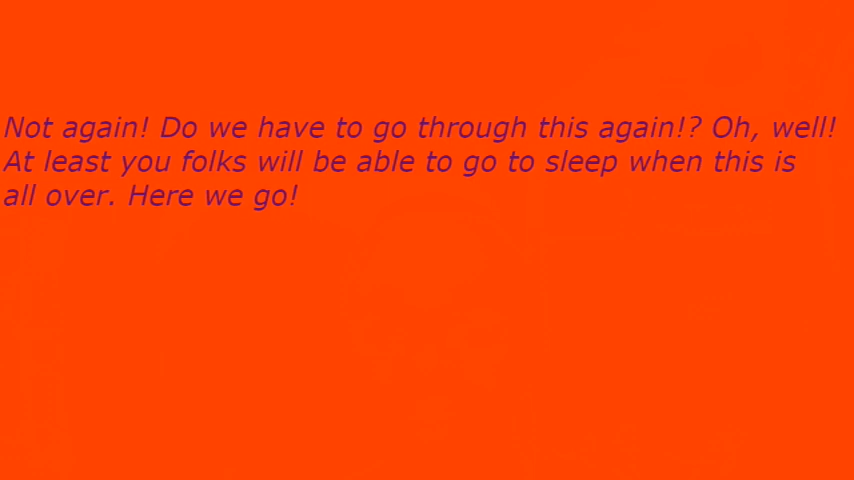 Not again! Do we have to go through this again!? Oh, well!
At least you folks will be able to go to sleep when this is
all over. Here we go!